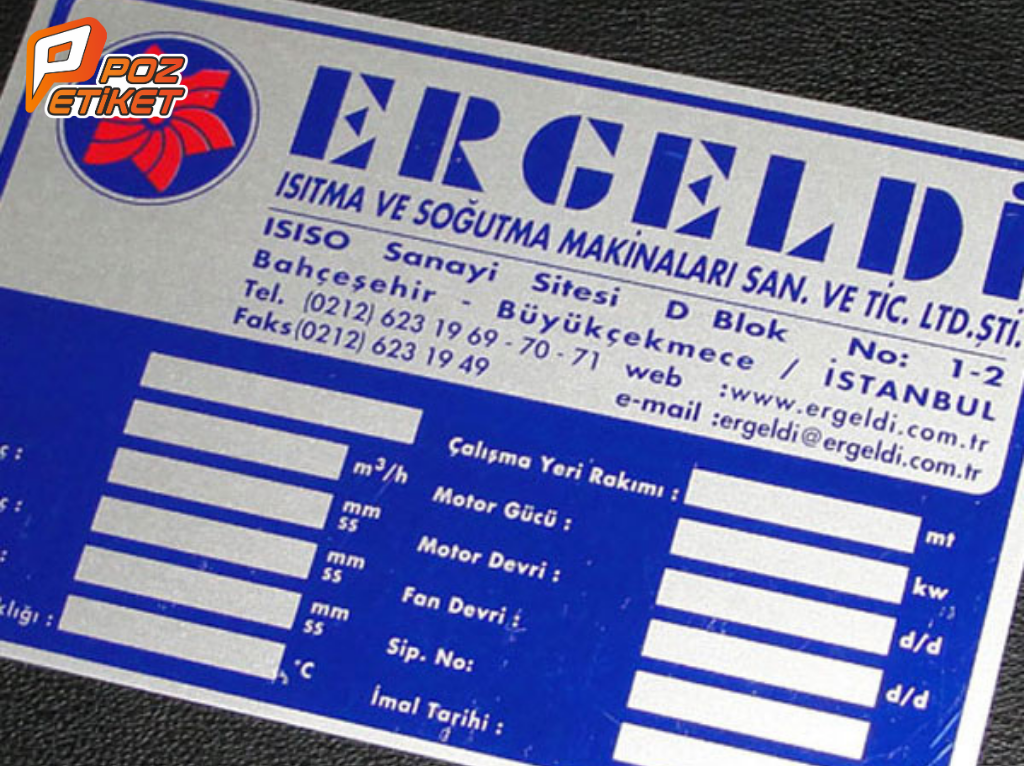 POZ
ETİKET
ERGELDİ
ISITMA VE SOĞUTMA MAKİNALARI SAN. VE TİC. LTD.ŞTİ.
ISISO Sanayi Sitesi D Blok No: 1-2
Bahçeşehir - Büyükçekmece / İSTANBUL
Tel. (0212) 623 19 69 - 70 - 71 web :www.ergeldi.com.tr
Faks(0212) 623 19 49 e-mail :ergeldi@ergeldi.com.tr
m³/h Çalışma Yeri Rakımı : mt
mm SS Motor Gücü : kw
mm SS Motor Devri : d/d
mm SS Fan Devri : d/d
°C Sip. No:
İmal Tarihi :